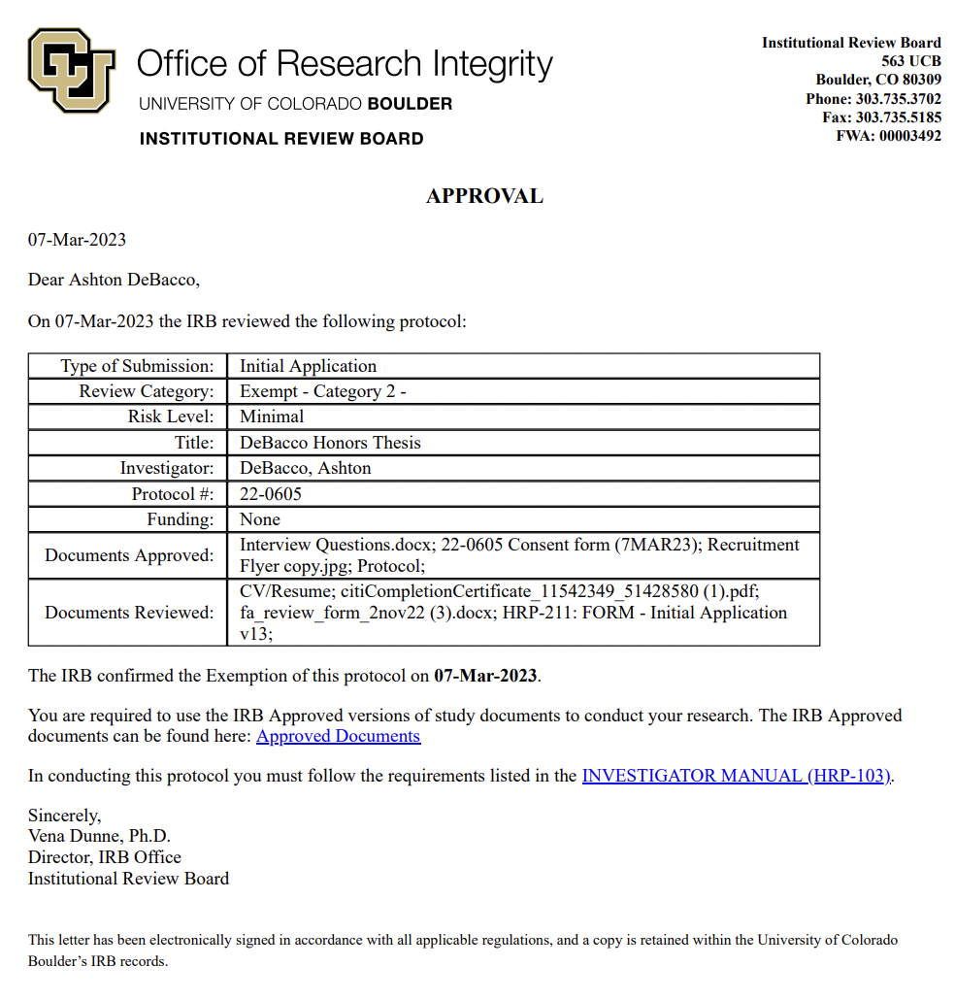 CU
Office of Research Integrity
UNIVERSITY OF COLORADO BOULDER
INSTITUTIONAL REVIEW BOARD
Institutional Review Board
563 UCB
Boulder, CO 80309
Phone: 303.735.3702
Fax: 303.735.5185
FWA: 00003492
APPROVAL
07-Mar-2023
Dear Ashton DeBacco,
On 07-Mar-2023 the IRB reviewed the following protocol:
Type of Submission: Initial Application
Review Category: Exempt - Category 2 -
Risk Level: Minimal
Title: DeBacco Honors Thesis
Investigator: DeBacco, Ashton
Protocol #: 22-0605
Funding: None
Documents Approved: Interview Questions.docx; 22-0605 Consent form (7MAR23); Recruitment
Flyer copy.jpg; Protocol;
Documents Reviewed: CV/Resume; citiCompletionCertificate_11542349_51428580 (1).pdf;
fa_review_form_2nov22 (3).docx; HRP-211: FORM - Initial Application
v13;
The IRB confirmed the Exemption of this protocol on 07-Mar-2023.
You are required to use the IRB Approved versions of study documents to conduct your research. The IRB Approved
documents can be found here: Approved Documents
In conducting this protocol you must follow the requirements listed in the INVESTIGATOR MANUAL (HRP-103).
Sincerely,
Vena Dunne, Ph.D.
Director, IRB Office
Institutional Review Board
This letter has been electronically signed in accordance with all applicable regulations, and a copy is retained within the University of Colorado
Boulder’s IRB records.